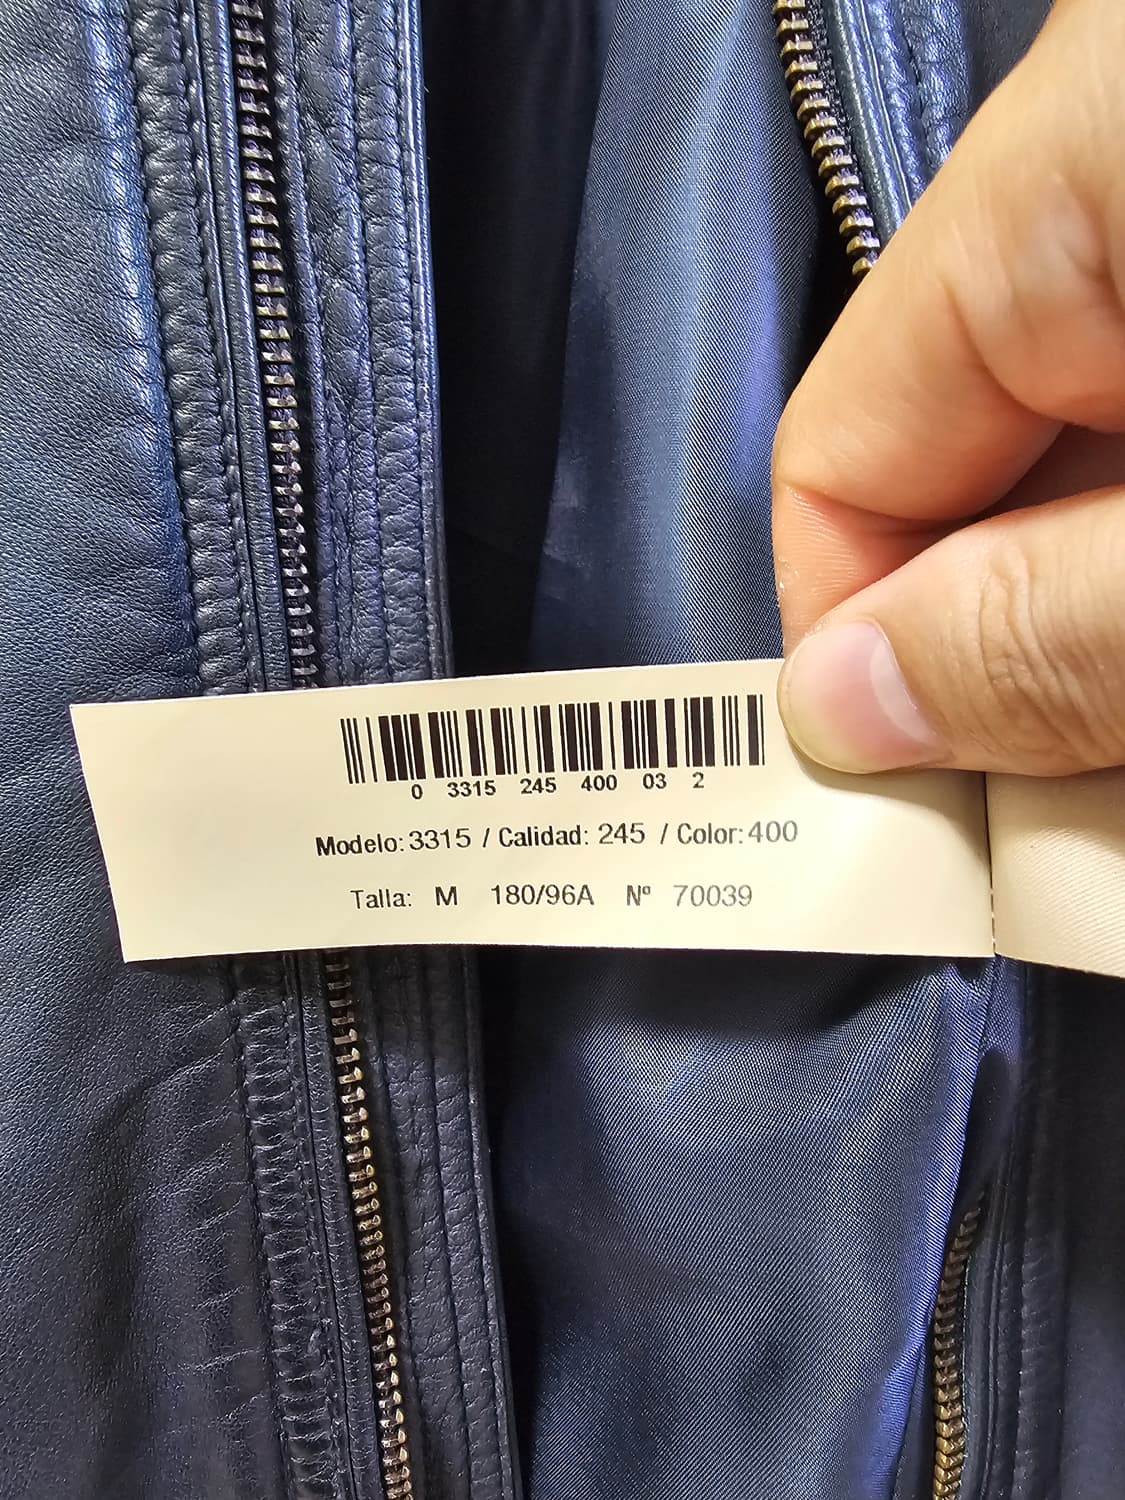 0 3315 245 400 03 2
Modelo: 3315 / Calidad: 245 / Color: 400
Talla: M 180/96A Nº 70039